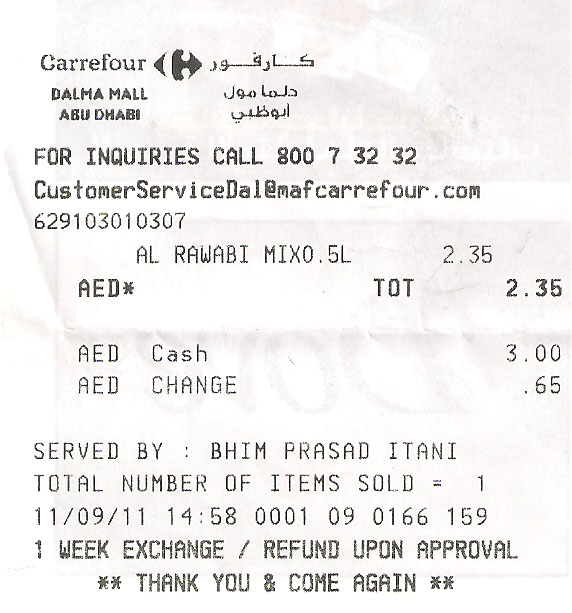 Carrefour كارفور
DALMA MALL دلما مول
ABU DHABI أبوظبي
FOR INQUIRIES CALL 800 7 32 32
CustomerServiceDal@mafcarrefour.com
629103010307
AL RAWABI MIX0.5L 2.35
AED* TOT 2.35
AED Cash 3.00
AED CHANGE .65
SERVED BY : BHIM PRASAD ITANI
TOTAL NUMBER OF ITEMS SOLD = 1
11/09/11 14:58 0001 09 0166 159
1 WEEK EXCHANGE / REFUND UPON APPROVAL
** THANK YOU & COME AGAIN **